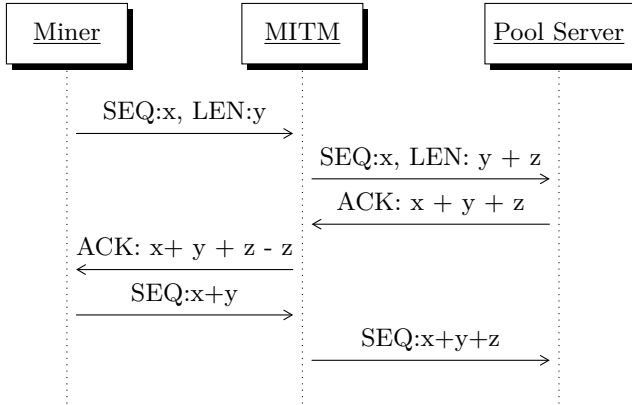 Miner
MITM
Pool Server
SEQ:x, LEN:y
SEQ:x, LEN: y + z
ACK: x + y + z
ACK: x+ y + z - z
SEQ:x+y
SEQ:x+y+z